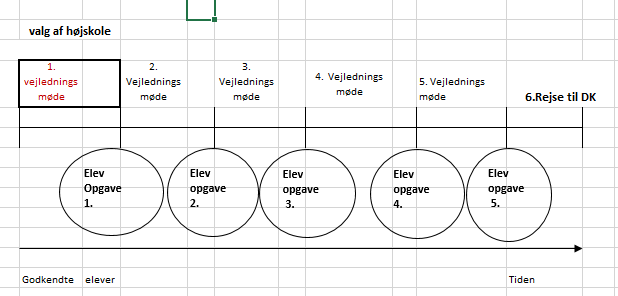 valg af højskole
1.
vejlednings
møde
2.
Vejlednings
møde
3.
Vejlednings
møde
4. Vejlednings
møde
5. Vejlednings
møde
6.Rejse til DK
Elev
Opgave
1.
Elev
opgave
2.
Elev
opgave
3.
Elev
opgave
4.
Elev
opgave
5.
Godkendte elever
Tiden